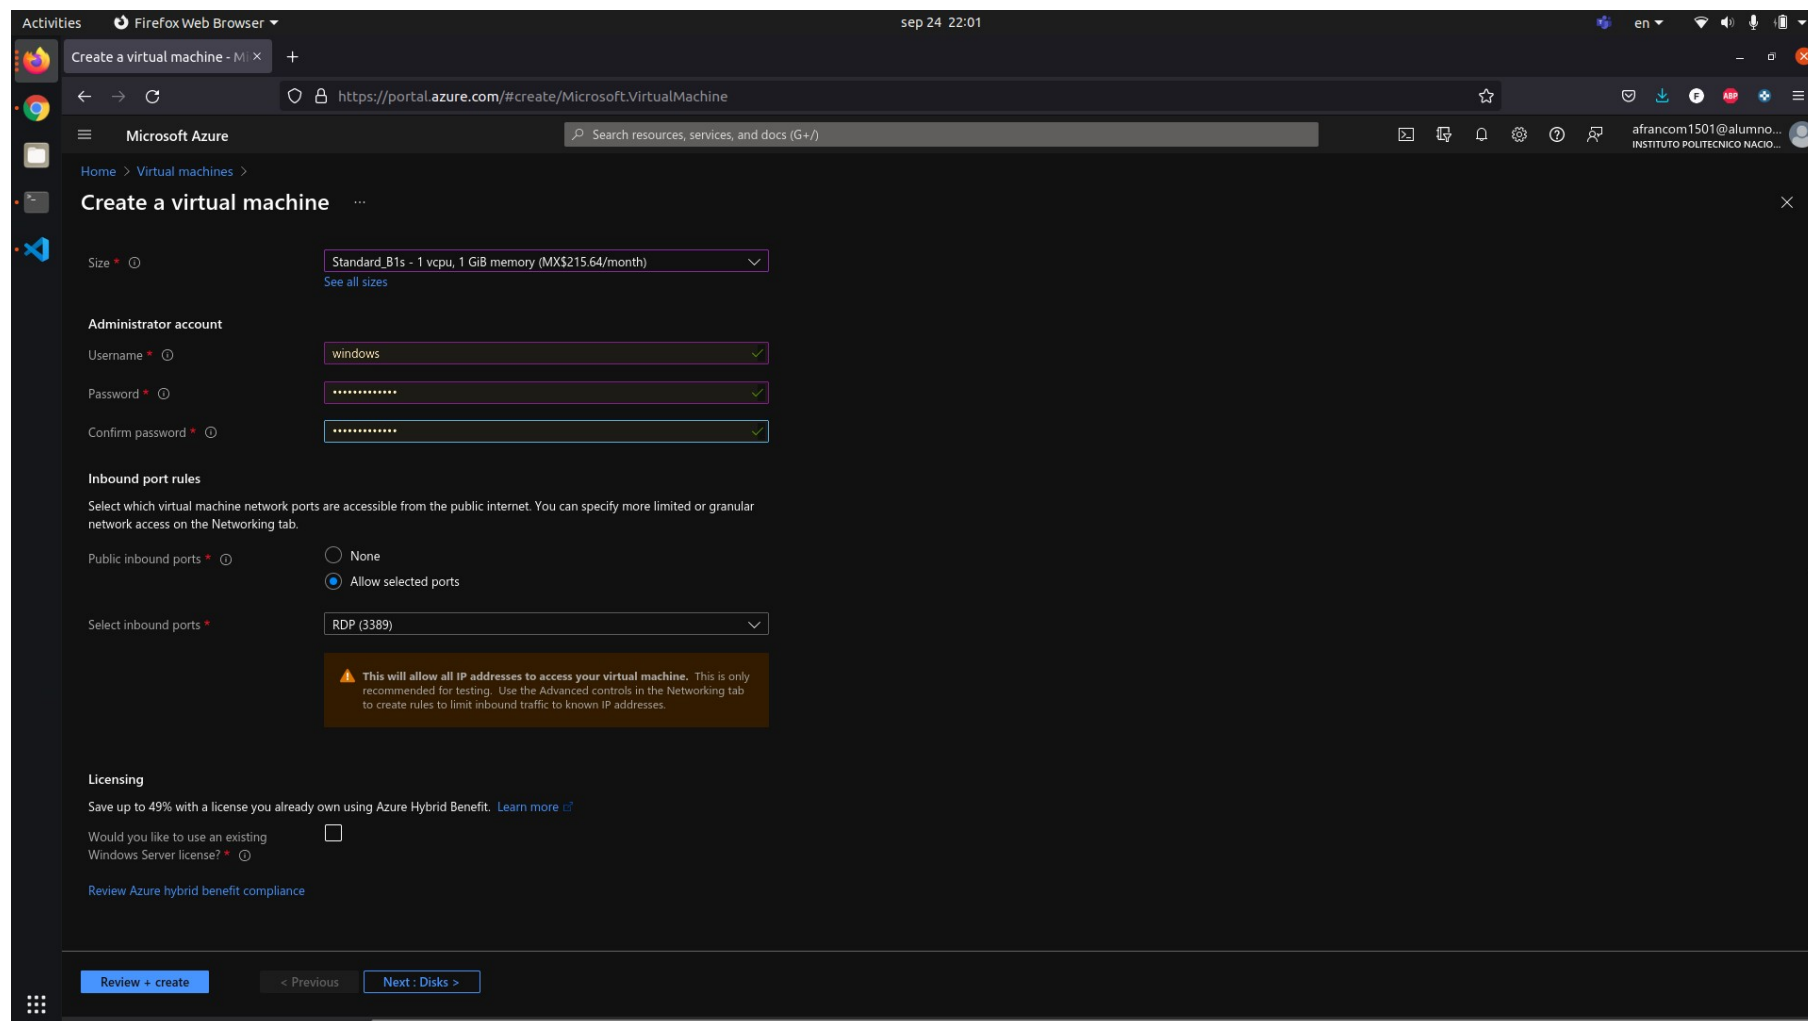 Activities
Firefox Web Browser
sep 24 22:01
en
Create a virtual machine - Mi
https://portal.azure.com/#create/Microsoft.VirtualMachine
ABP
Microsoft Azure
Search resources, services, and docs (G+/)
afrancom1501@alumno...
INSTITUTO POLITECNICO NACIO...
Home > Virtual machines >
Create a virtual machine ...
Size *
Standard_B1s - 1 vcpu, 1 GiB memory (MX$215.64/month)
See all sizes
Administrator account
Username *
windows
Password *
•••••••••••••
Confirm password *
•••••••••••••
Inbound port rules
Select which virtual machine network ports are accessible from the public internet. You can specify more limited or granular
network access on the Networking tab.
Public inbound ports *
None
Allow selected ports
Select inbound ports *
RDP (3389)
This will allow all IP addresses to access your virtual machine. This is only
recommended for testing. Use the Advanced controls in the Networking tab
to create rules to limit inbound traffic to known IP addresses.
Licensing
Save up to 49% with a license you already own using Azure Hybrid Benefit. Learn more
Would you like to use an existing
Windows Server license? *
Review Azure hybrid benefit compliance
Review + create
< Previous
Next : Disks >